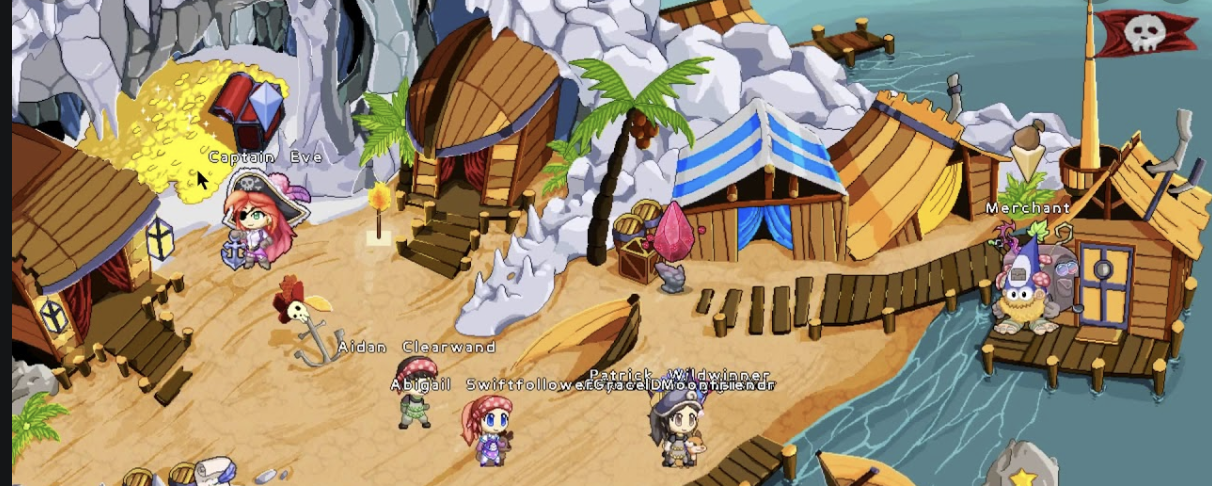 Captain Eve
Merchant
Aidan Clearwand
Patrick Wildwinner
Abigail Swiftfollower